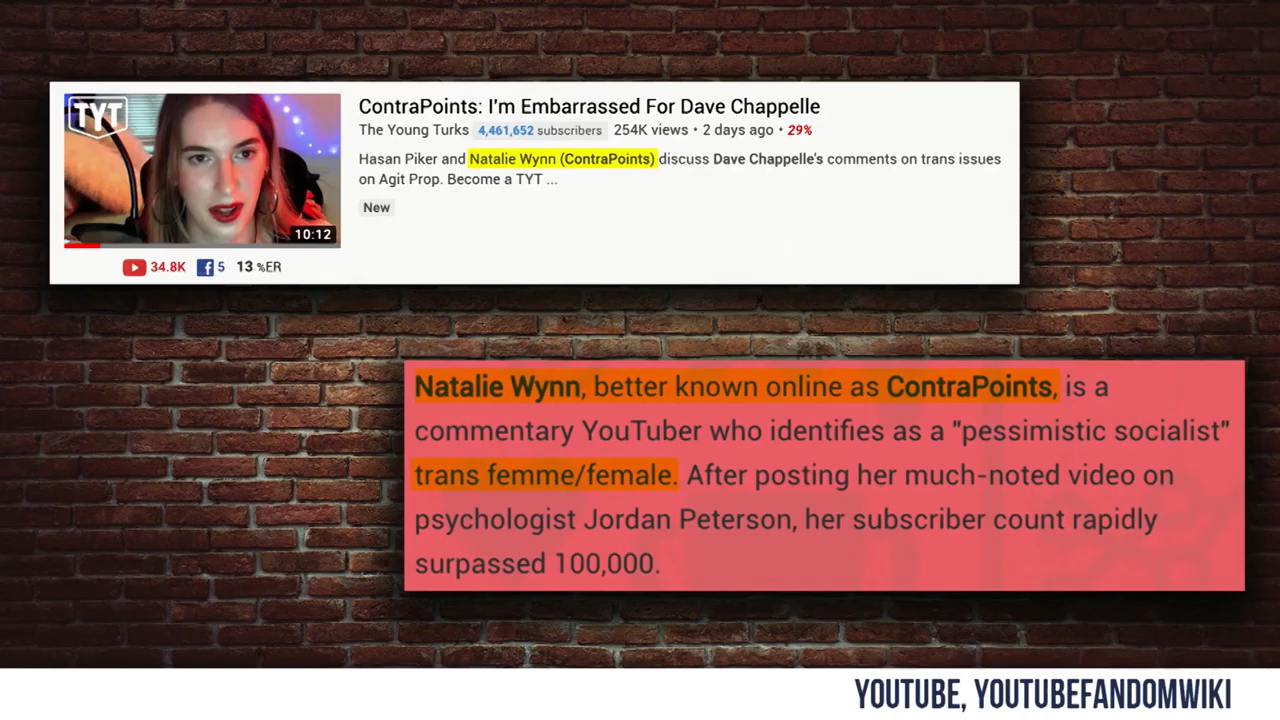 TYT
ContraPoints: I'm Embarrassed For Dave Chappelle
The Young Turks 4,461,652 subscribers 254K views • 2 days ago • 29%
Hasan Piker and Natalie Wynn (ContraPoints) discuss Dave Chappelle's comments on trans issues
on Agit Prop. Become a TYT ...
New
10:12
34.8K 5 13 %ER
Natalie Wynn, better known online as ContraPoints, is a
commentary YouTuber who identifies as a "pessimistic socialist"
trans femme/female. After posting her much-noted video on
psychologist Jordan Peterson, her subscriber count rapidly
surpassed 100,000.
YOUTUBE, YOUTUBEFANDOMWIKI